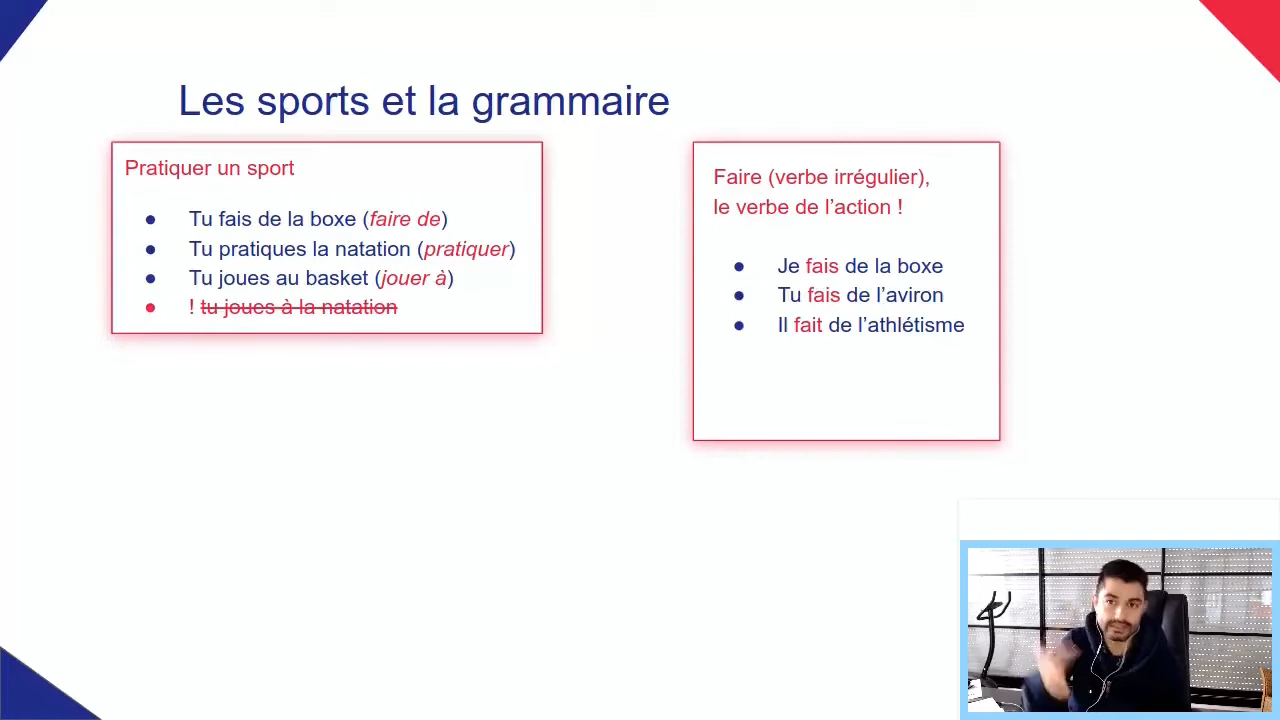 Les sports et la grammaire
Pratiquer un sport
● Tu fais de la boxe (faire de)
● Tu pratiques la natation (pratiquer)
● Tu joues au basket (jouer à)
● ! tu joues à la natation
Faire (verbe irrégulier),
le verbe de l’action !
● Je fais de la boxe
● Tu fais de l’aviron
● Il fait de l’athlétisme